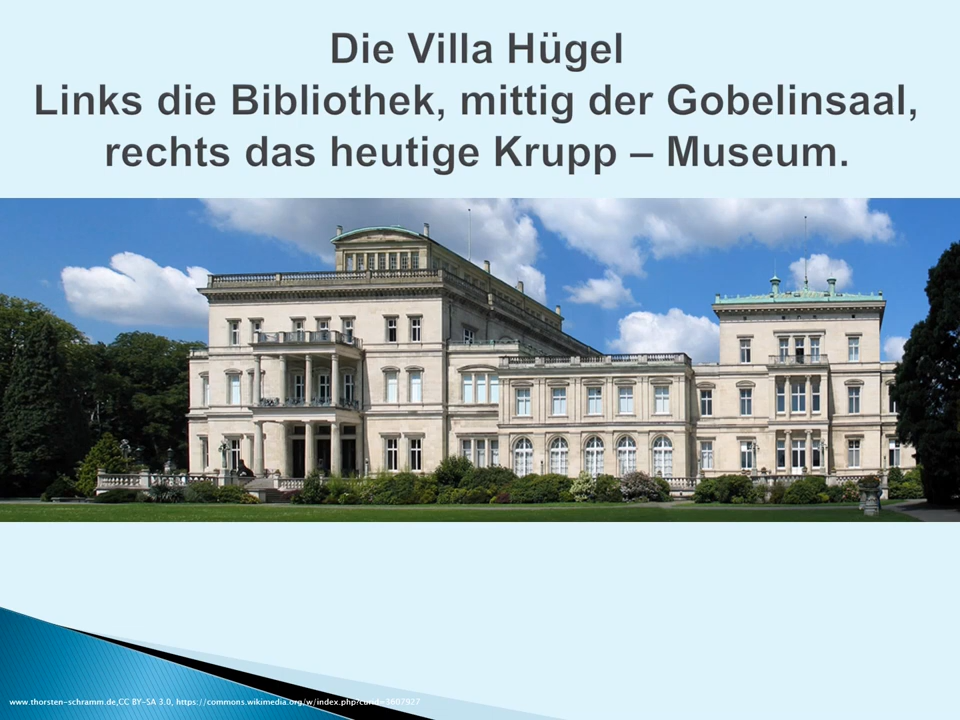 Die Villa Hügel
Links die Bibliothek, mittig der Gobelinsaal,
rechts das heutige Krupp – Museum.
www.thorsten-schramm.de,CC BY-SA 3.0, https://commons.wikimedia.org/w/index.php?curid=3607927